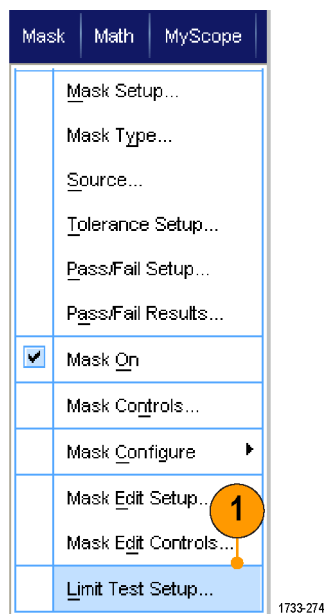 Mask Math MyScope
Mask Setup...
Mask Type...
Source...
Tolerance Setup...
Pass/Fail Setup...
Pass/Fail Results...
Mask On
Mask Controls...
Mask Configure
Mask Edit Setup...
1
Mask Edit Controls...
Limit Test Setup...
1733-274